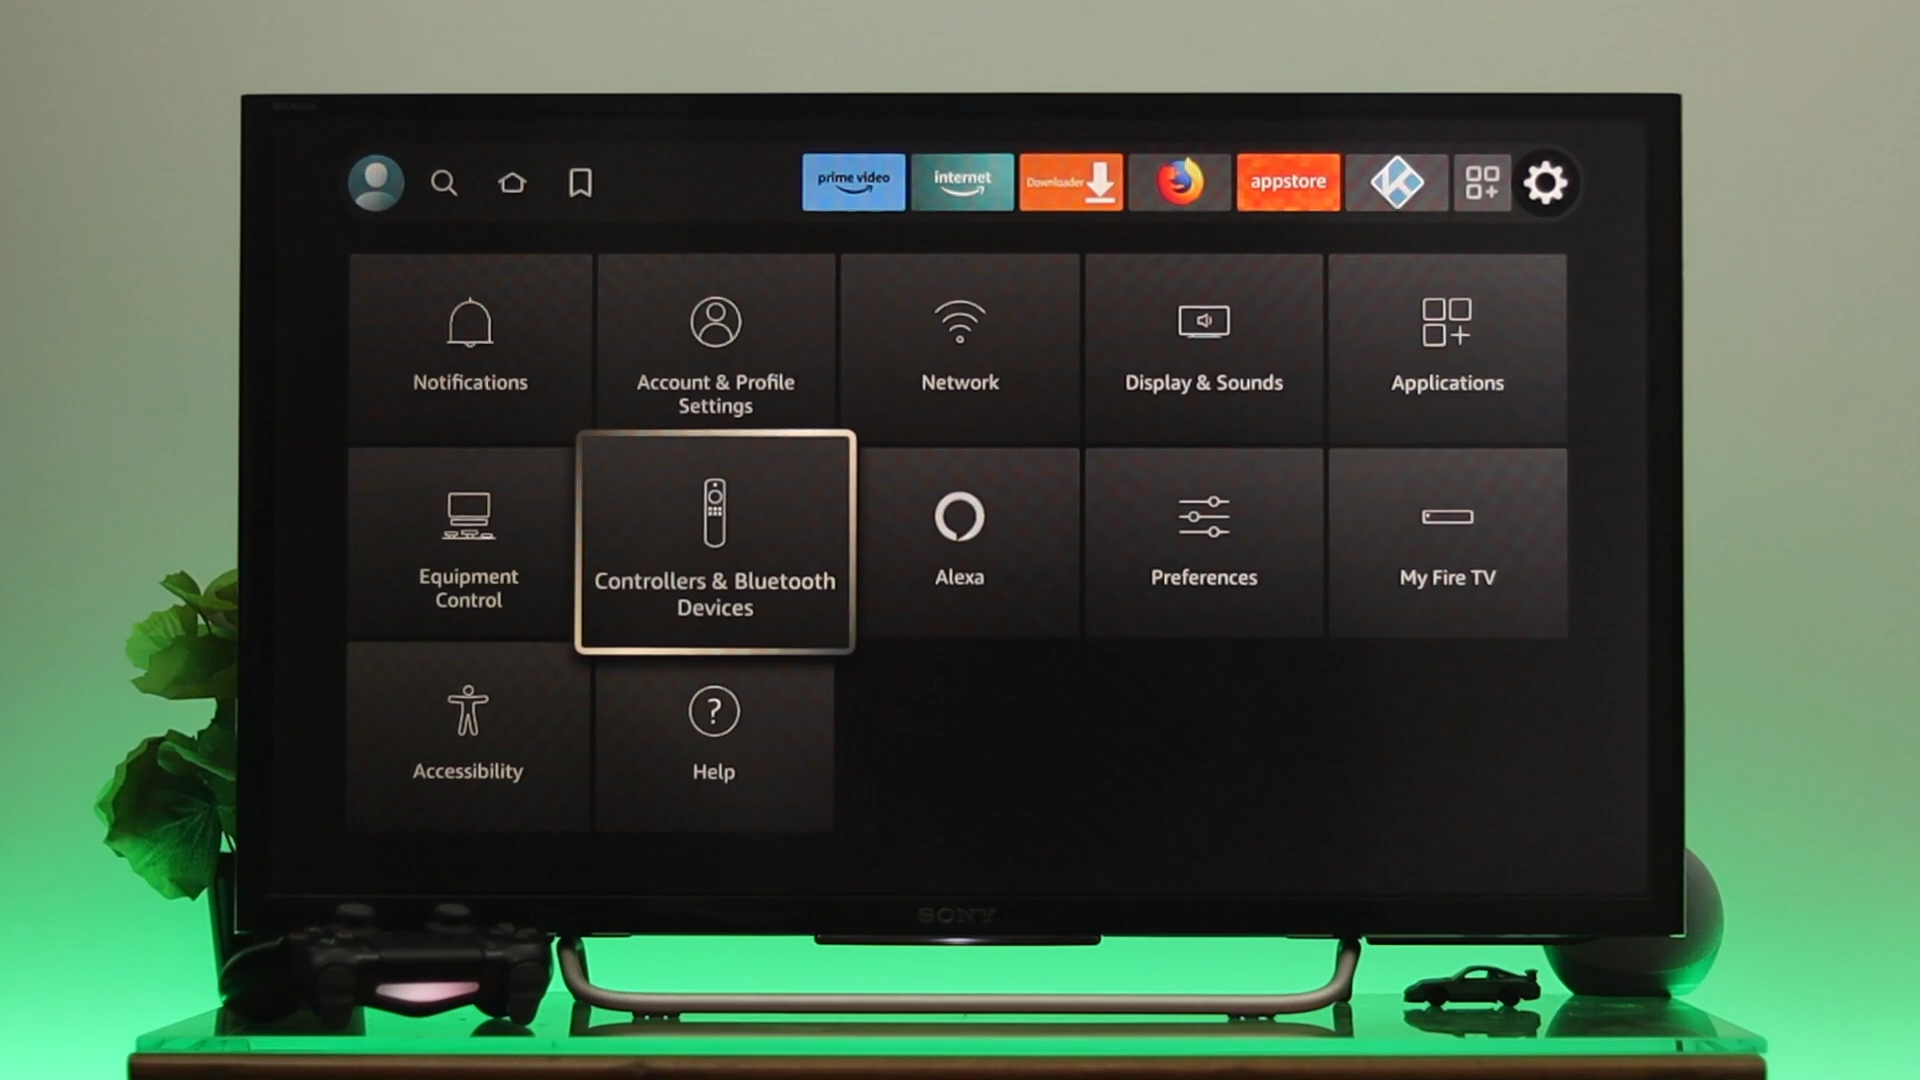 BRAVIA
prime video
internet
Downloader
appstore
Notifications
Account & Profile
Settings
Network
Display & Sounds
Applications
Equipment
Control
Controllers & Bluetooth
Devices
Alexa
Preferences
My Fire TV
Accessibility
?
Help
SONY